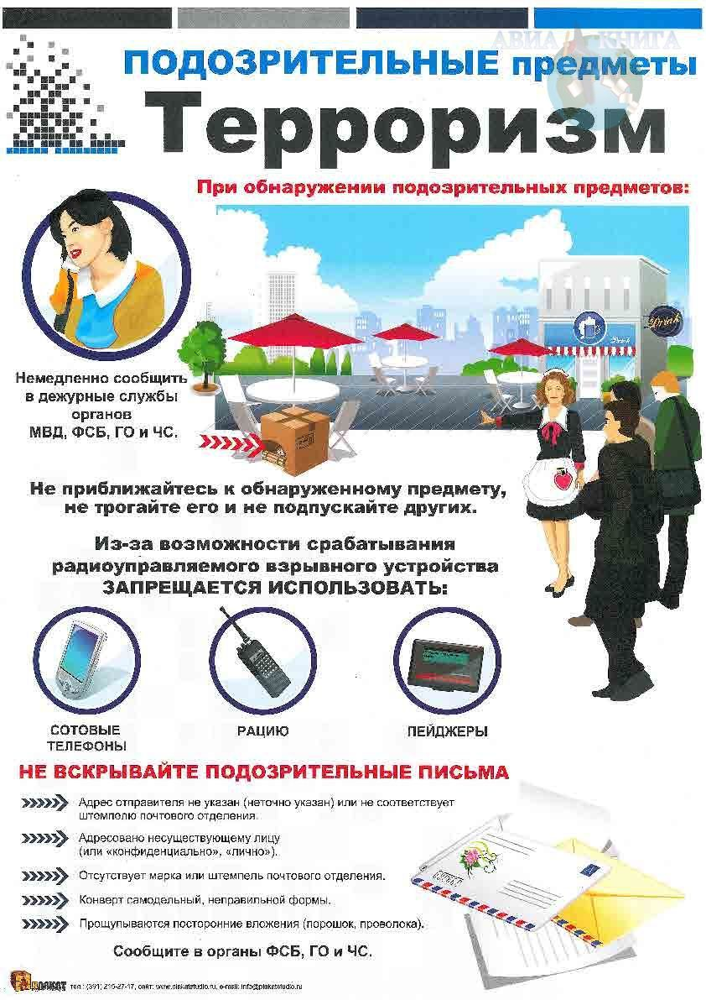 АВИА КНИГА
ПОДОЗРИТЕЛЬНЫЕ предметы
Терроризм
При обнаружении подозрительных предметов:
Drink
Drink
Немедленно сообщить
в дежурные службы
органов
МВД, ФСБ, ГО и ЧС.
Не приближайтесь к обнаруженному предмету,
не трогайте его и не подпускайте других.
Из-за возможности срабатывания
радиоуправляемого взрывного устройства
ЗАПРЕЩАЕТСЯ ИСПОЛЬЗОВАТЬ:
СОТОВЫЕ
ТЕЛЕФОНЫ
РАЦИЮ
ПЕЙДЖЕРЫ
НЕ ВСКРЫВАЙТЕ ПОДОЗРИТЕЛЬНЫЕ ПИСЬМА
Адрес отправителя не указан (неточно указан) или не соответствует
штемпелю почтового отделения.
Адресовано несуществующему лицу
(или «конфиденциально», «лично»).
Отсутствует марка или штемпель почтового отделения.
Конверт самодельный, неправильной формы.
Прощупываются посторонние вложения (порошок, проволока).
Сообщите в органы ФСБ, ГО и ЧС.
ПЛАКАТ тел.: (391) 215-27-17, сайт: www.plakatstudio.ru, e-mail: info@plakatstudio.ru